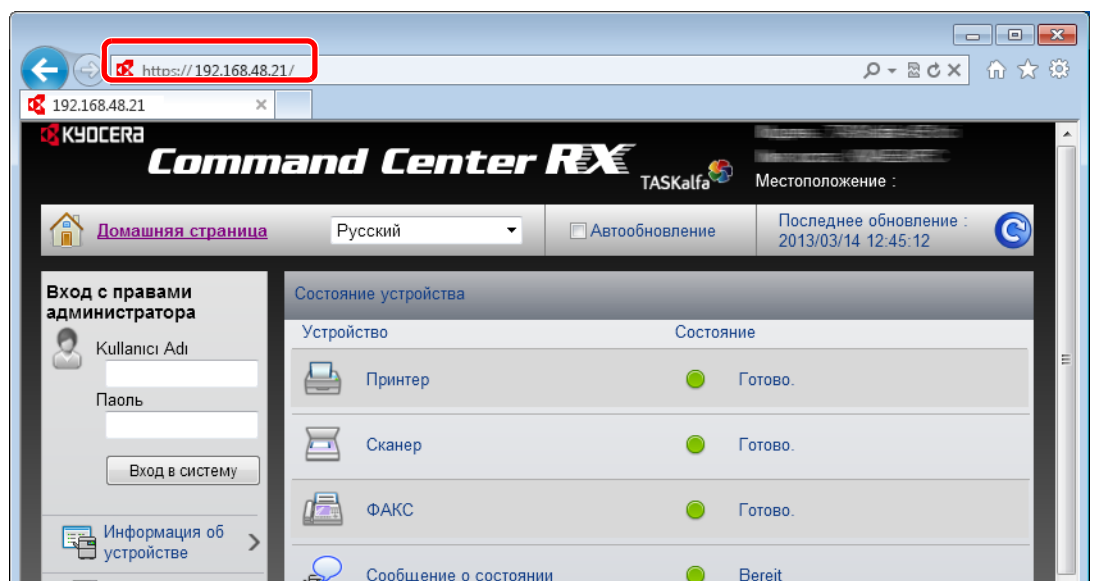 https://192.168.48.21/
192.168.48.21
KYOCERA
Command Center RX
TASKalfa
Местоположение :
Домашняя страница
Русский
Автообновление
Последнее обновление :
2013/03/14 12:45:12
Вход с правами
администратора
Kullanıcı Adı
Паоль
Вход в систему
Информация об
устройстве
Состояние устройства
Устройство
Состояние
Принтер
Готово.
Сканер
Готово.
ФАКС
Готово.
Сообщение о состоянии
Bereit